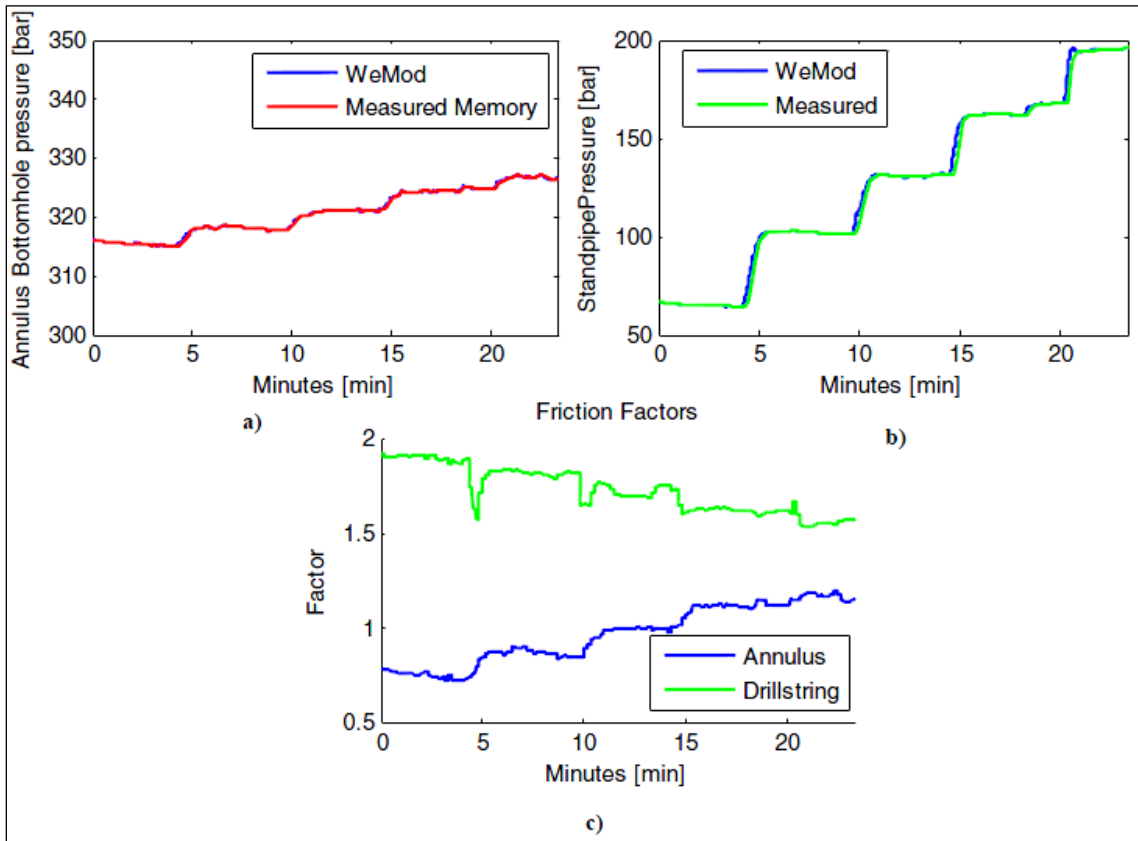 350
340
330
320
310
300
Annulus Bottomhole pressure [bar]
WeMod
Measured Memory
0 5 10 15 20
Minutes [min]
a)
200
150
100
50
StandpipePressure [bar]
WeMod
Measured
0 5 10 15 20
Minutes [min]
b)
Friction Factors
2
1.5
1
0.5
Factor
Annulus
Drillstring
0 5 10 15 20
Minutes [min]
c)